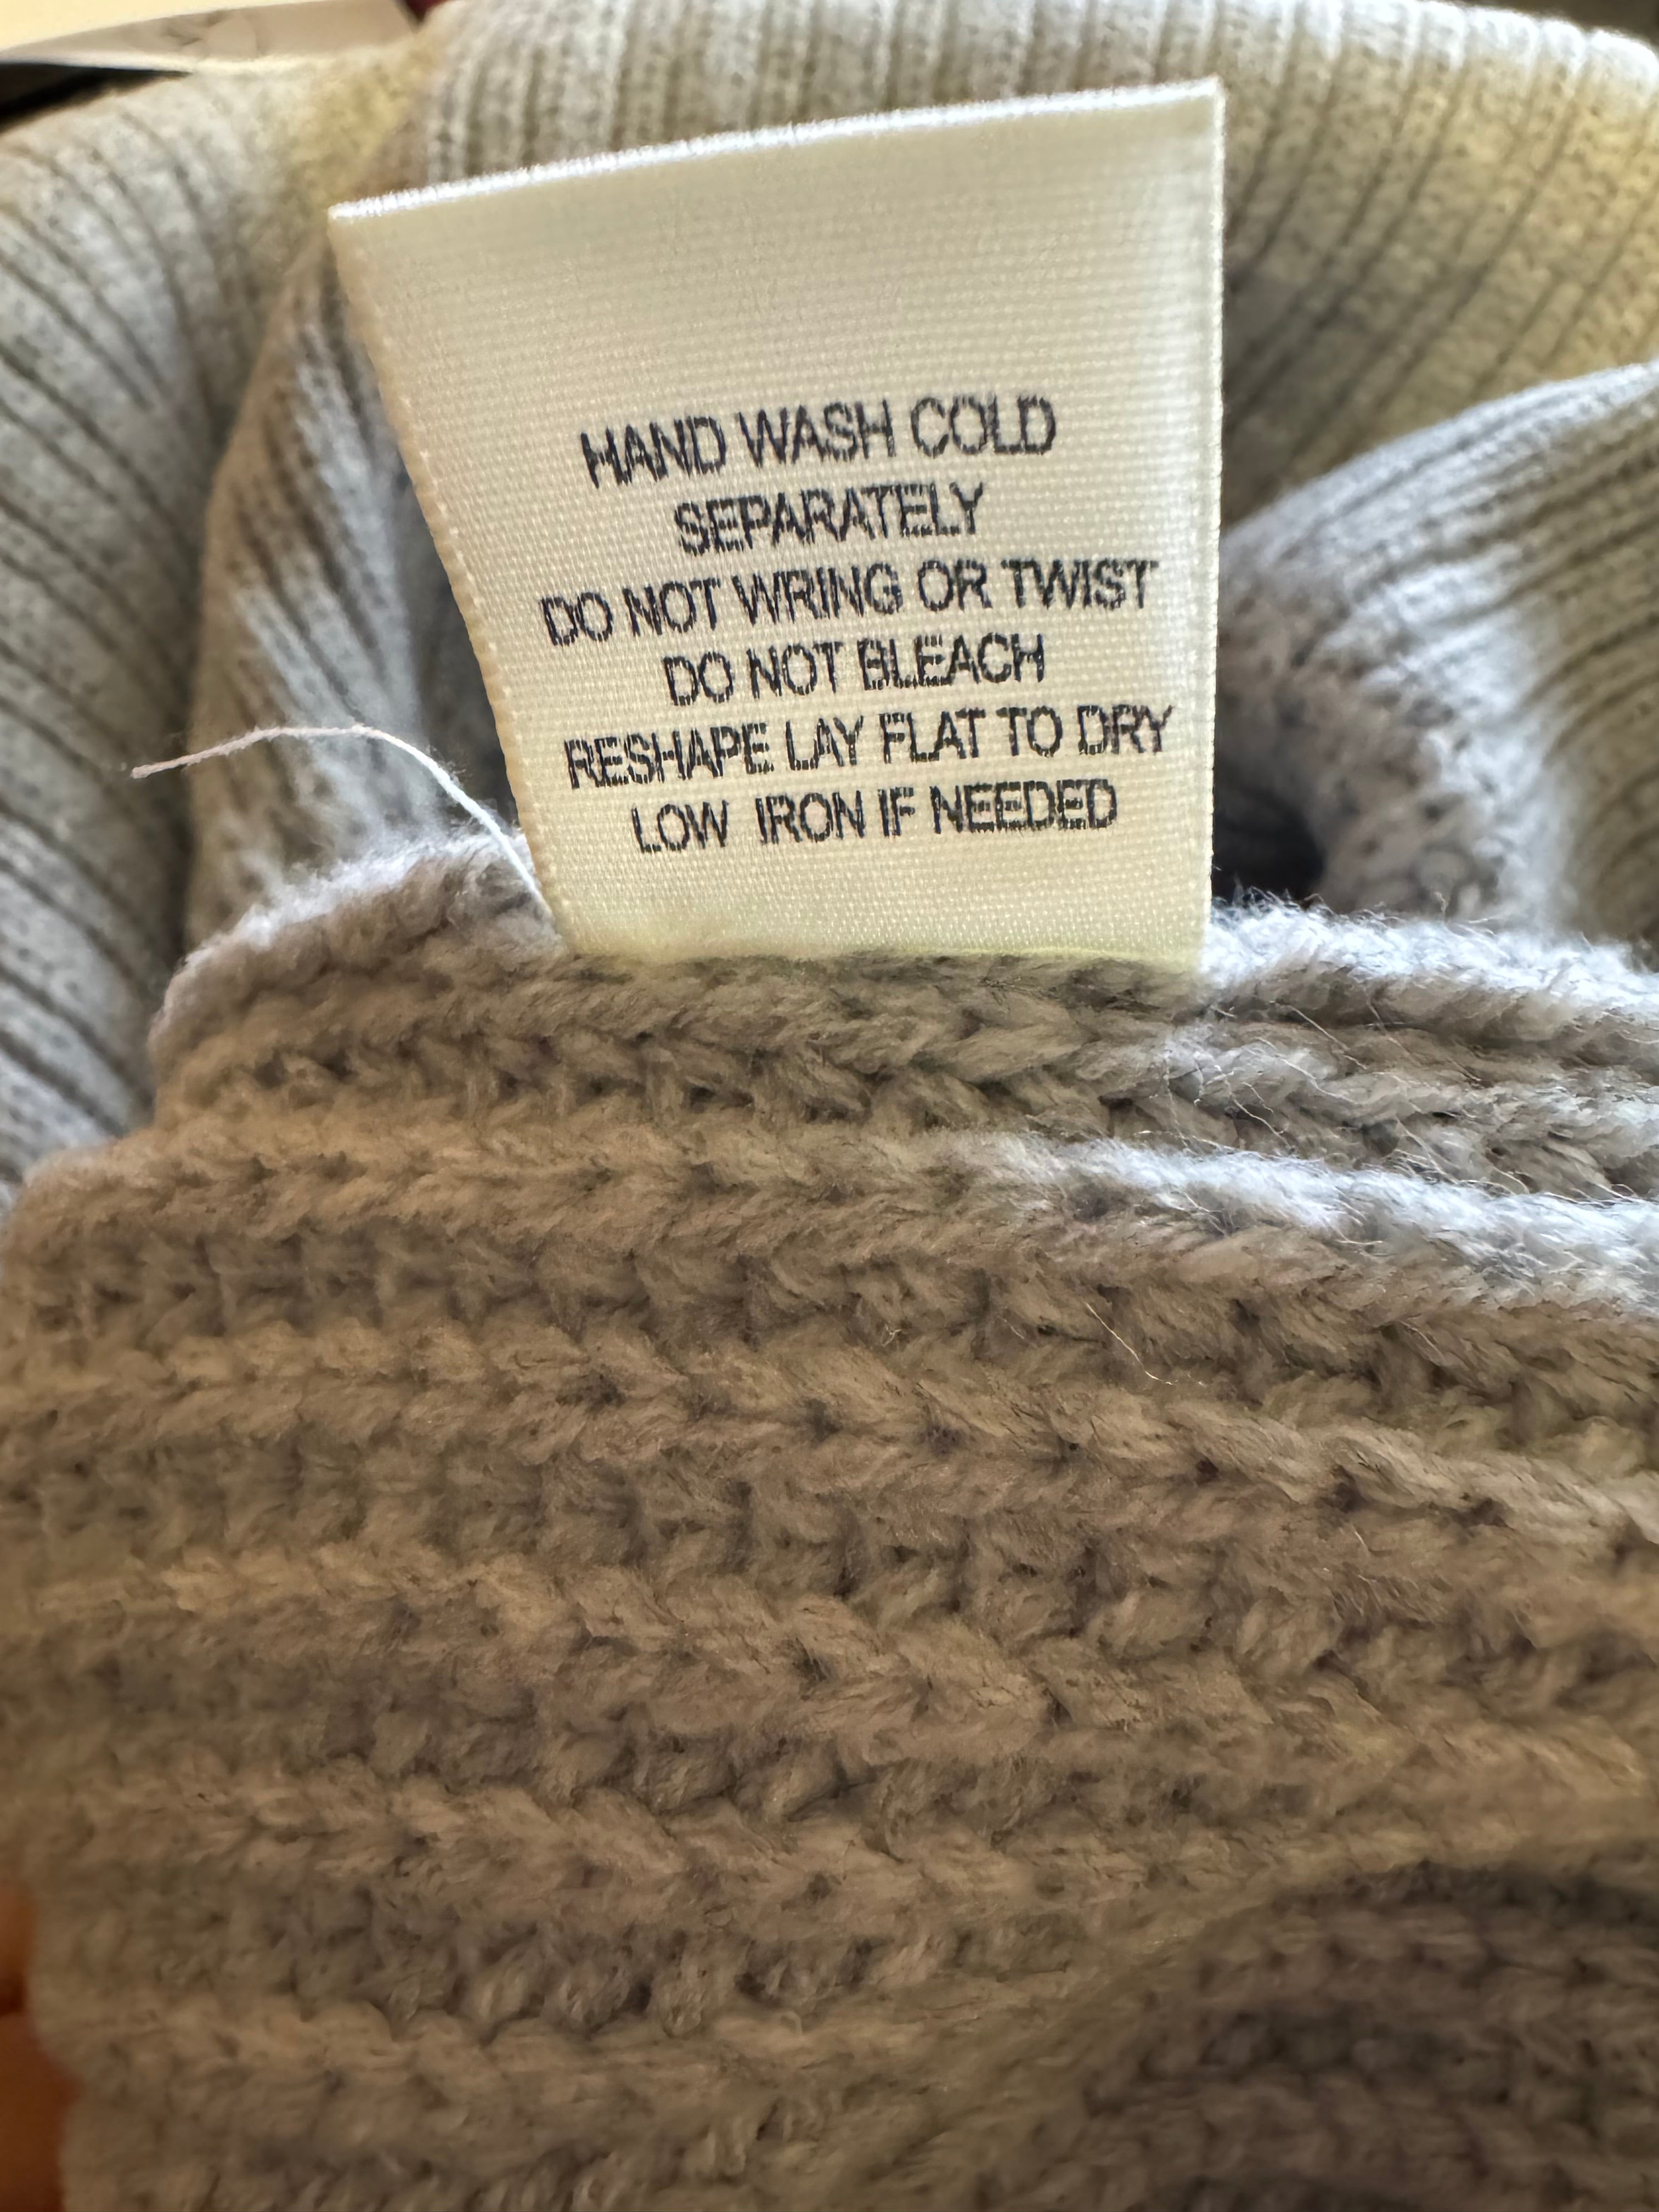 HAND WASH COLD
SEPARATELY
DO NOT WRING OR TWIST
DO NOT BLEACH
RESHAPE LAY FLAT TO DRY
LOW IRON IF NEEDED